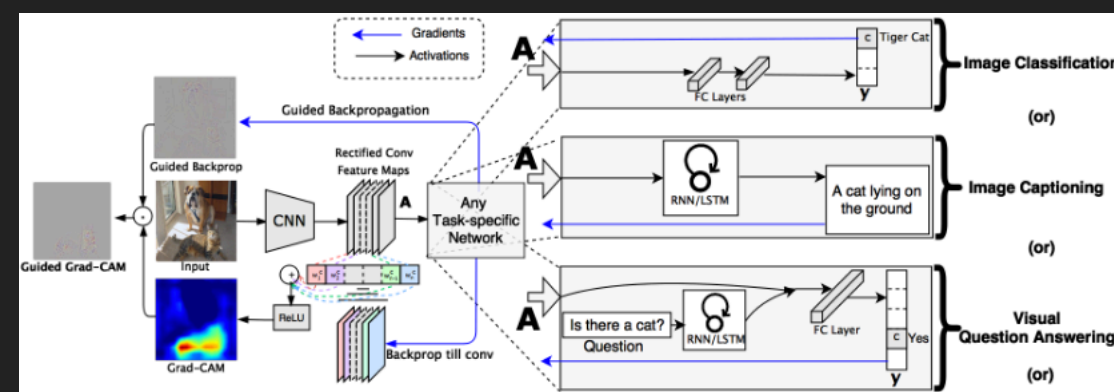 Gradients
Activations
Guided Backpropagation
Guided Backprop
Rectified Conv
Feature Maps
A
CNN
Any
Task-specific
Network
Input
Guided Grad-CAM
+
ReLU
Grad-CAM
Backprop till conv
A
FC Layers
c Tiger Cat
y
Image Classification
(or)
A
RNN/LSTM
A cat lying on
the ground
Image Captioning
(or)
A
Is there a cat?
Question
RNN/LSTM
FC Layer
c Yes
y
Visual
Question Answering
(or)